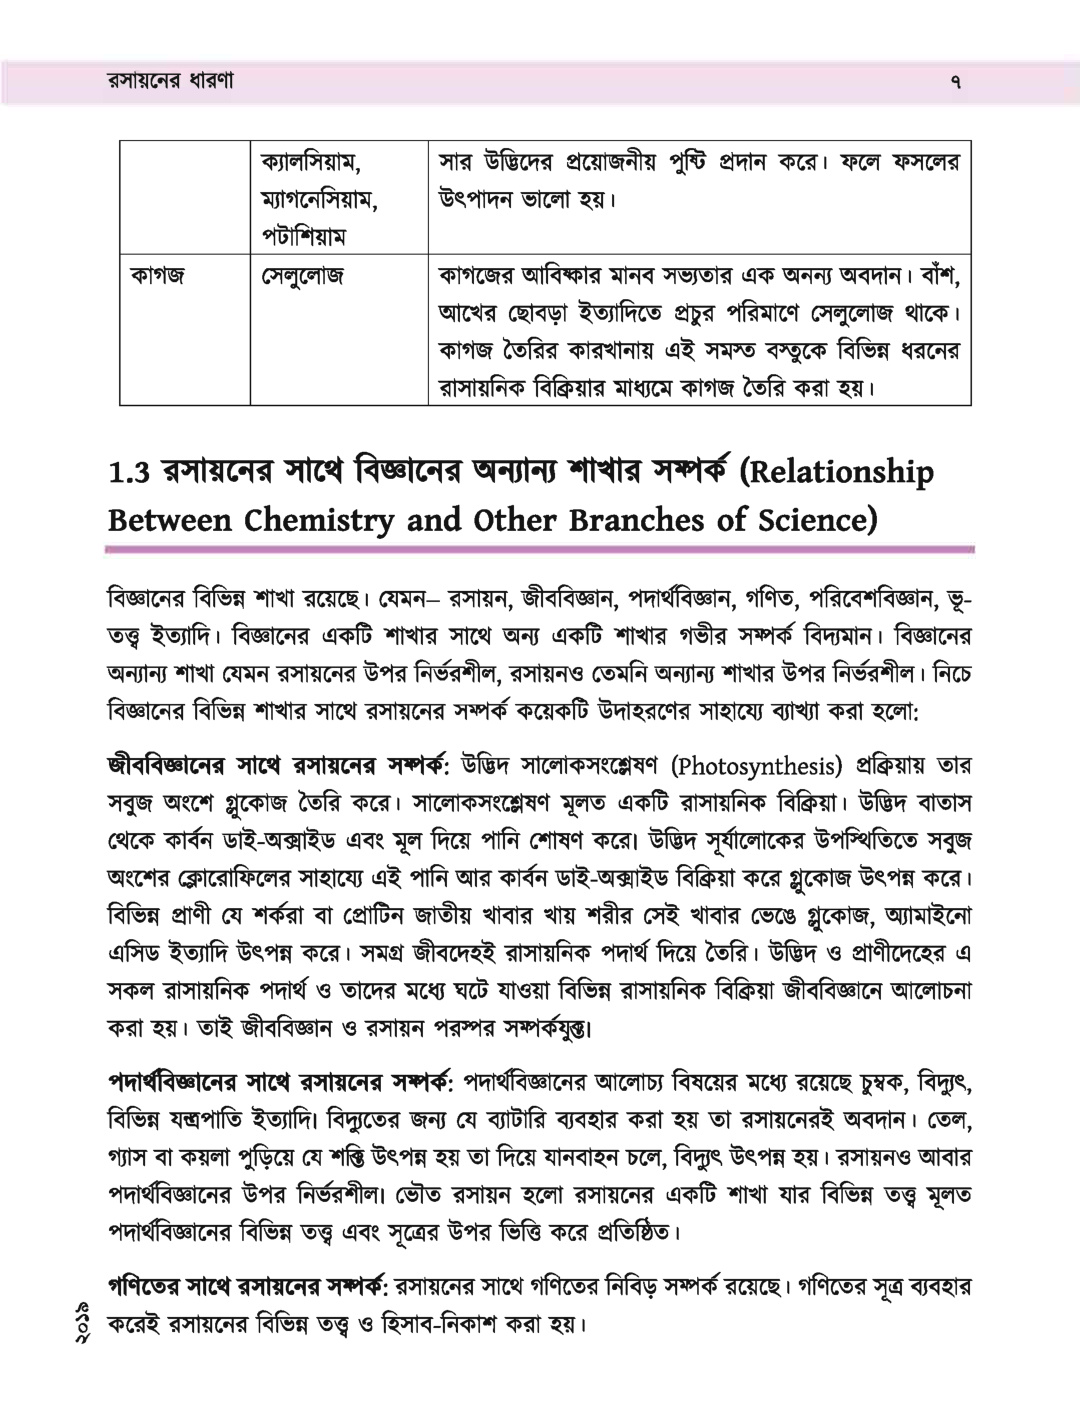 রসায়নের ধারণা ৭
ক্যালসিয়াম,
ম্যাগনেসিয়াম,
পটাশিয়াম
সার উদ্ভিদের প্রয়োজনীয় পুষ্টি প্রদান করে। ফলে ফসলের
উৎপাদন ভালো হয়।
কাগজ
সেলুলোজ
কাগজের আবিষ্কার মানব সভ্যতার এক অনন্য অবদান। বাঁশ,
আখের ছোবড়া ইত্যাদিতে প্রচুর পরিমাণে সেলুলোজ থাকে।
কাগজ তৈরির কারখানায় এই সমস্ত বস্তুকে বিভিন্ন ধরনের
রাসায়নিক বিক্রিয়ার মাধ্যমে কাগজ তৈরি করা হয়।
1.3 রসায়নের সাথে বিজ্ঞানের অন্যান্য শাখার সম্পর্ক (Relationship
Between Chemistry and Other Branches of Science)
বিজ্ঞানের বিভিন্ন শাখা রয়েছে। যেমন– রসায়ন, জীববিজ্ঞান, পদার্থবিজ্ঞান, গণিত, পরিবেশবিজ্ঞান, ভূ-
তত্ত্ব ইত্যাদি। বিজ্ঞানের একটি শাখার সাথে অন্য একটি শাখার গভীর সম্পর্ক বিদ্যমান। বিজ্ঞানের
অন্যান্য শাখা যেমন রসায়নের উপর নির্ভরশীল, রসায়নও তেমনি অন্যান্য শাখার উপর নির্ভরশীল। নিচে
বিজ্ঞানের বিভিন্ন শাখার সাথে রসায়নের সম্পর্ক কয়েকটি উদাহরণের সাহায্যে ব্যাখ্যা করা হলো:
জীববিজ্ঞানের সাথে রসায়নের সম্পর্ক: উদ্ভিদ সালোকসংশ্লেষণ (Photosynthesis) প্রক্রিয়ায় তার
সবুজ অংশে গ্লুকোজ তৈরি করে। সালোকসংশ্লেষণ মূলত একটি রাসায়নিক বিক্রিয়া। উদ্ভিদ বাতাস
থেকে কার্বন ডাই-অক্সাইড এবং মূল দিয়ে পানি শোষণ করে। উদ্ভিদ সূর্যালোকের উপস্থিতিতে সবুজ
অংশের ক্লোরোফিলের সাহায্যে এই পানি আর কার্বন ডাই-অক্সাইড বিক্রিয়া করে গ্লুকোজ উৎপন্ন করে।
বিভিন্ন প্রাণী যে শর্করা বা প্রোটিন জাতীয় খাবার খায় শরীর সেই খাবার ভেঙে গ্লুকোজ, অ্যামাইনো
এসিড ইত্যাদি উৎপন্ন করে। সমগ্র জীবদেহই রাসায়নিক পদার্থ দিয়ে তৈরি। উদ্ভিদ ও প্রাণীদেহের এ
সকল রাসায়নিক পদার্থ ও তাদের মধ্যে ঘটে যাওয়া বিভিন্ন রাসায়নিক বিক্রিয়া জীববিজ্ঞানে আলোচনা
করা হয়। তাই জীববিজ্ঞান ও রসায়ন পরস্পর সম্পর্কযুক্ত।
পদার্থবিজ্ঞানের সাথে রসায়নের সম্পর্ক: পদার্থবিজ্ঞানের আলোচ্য বিষয়ের মধ্যে রয়েছে চুম্বক, বিদ্যুৎ,
বিভিন্ন যন্ত্রপাতি ইত্যাদি। বিদ্যুতের জন্য যে ব্যাটারি ব্যবহার করা হয় তা রসায়নেরই অবদান। তেল,
গ্যাস বা কয়লা পুড়িয়ে যে শক্তি উৎপন্ন হয় তা দিয়ে যানবাহন চলে, বিদ্যুৎ উৎপন্ন হয়। রসায়নও আবার
পদার্থবিজ্ঞানের উপর নির্ভরশীল। ভৌত রসায়ন হলো রসায়নের একটি শাখা যার বিভিন্ন তত্ত্ব মূলত
পদার্থবিজ্ঞানের বিভিন্ন তত্ত্ব এবং সূত্রের উপর ভিত্তি করে প্রতিষ্ঠিত।
গণিতের সাথে রসায়নের সম্পর্ক: রসায়নের সাথে গণিতের নিবিড় সম্পর্ক রয়েছে। গণিতের সূত্র ব্যবহার
করেই রসায়নের বিভিন্ন তত্ত্ব ও হিসাব-নিকাশ করা হয়।
২০১৯